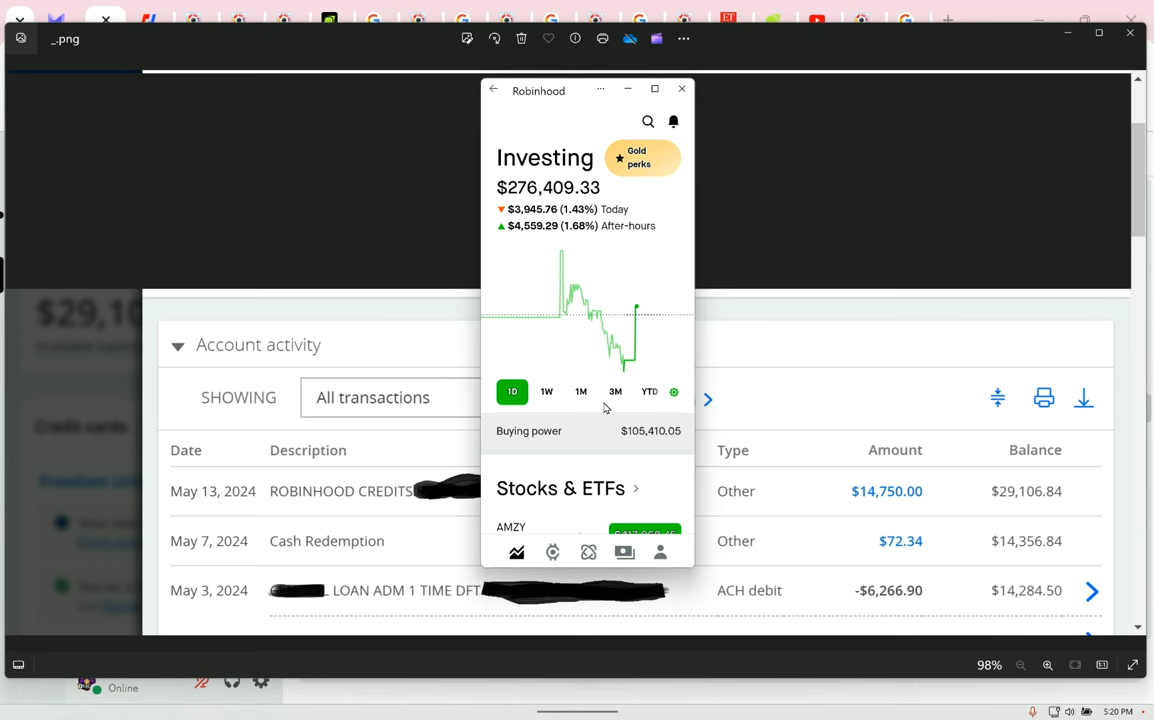 ET
_.png
Robinhood
Investing
Gold perks
$276,409.33
▼ $3,945.76 (1.43%) Today
▲ $4,559.29 (1.68%) After-hours
1D 1W 1M 3M YTD
Buying power $105,410.05
Stocks & ETFs >
AMZY
$29,10
Account activity
SHOWING All transactions
Date Description Type Amount Balance
May 13, 2024 ROBINHOOD CREDITS Other $14,750.00 $29,106.84
May 7, 2024 Cash Redemption Other $72.34 $14,356.84
May 3, 2024 LOAN ADM 1 TIME DFT ACH debit -$6,266.90 $14,284.50
Credit cards
98%
Online
5:20 PM